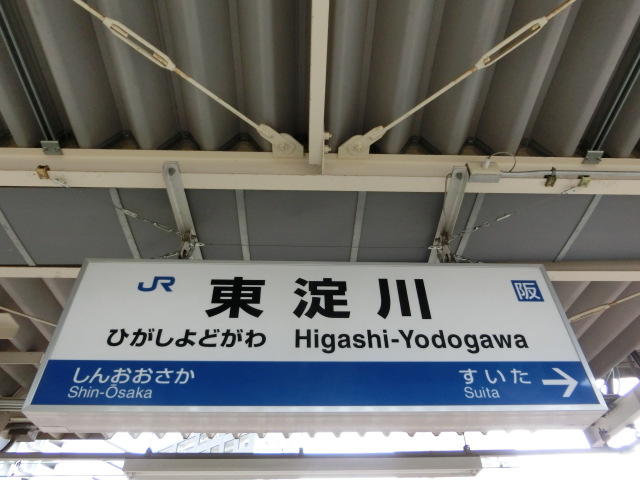 JR 東淀川 阪
ひがしよどがわ Higashi-Yodogawa
しんおおさか すいた →
Shin-Ōsaka Suita